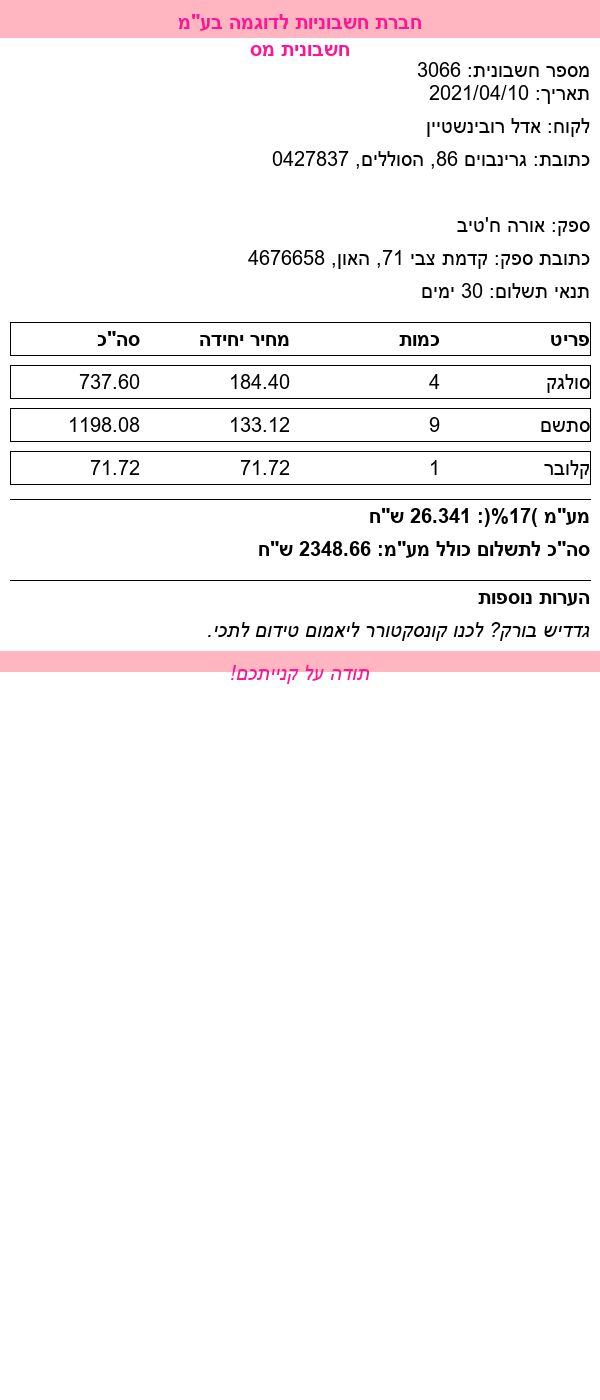 חברת חשבוניות לדוגמה בע"מ
חשבונית מס
מספר חשבונית: 3066
תאריך: 2021/04/10
לקוח: אדל רובינשטיין
כתובת: גרינבוים 86, הסוללים, 0427837
ספק: אורה ח'טיב
כתובת ספק: קדמת צבי 71, האון, 4676658
תנאי תשלום: 30 ימים
פריט כמות מחיר יחידה סה"כ
סולגק 4 184.40 737.60
סתשם 9 133.12 1198.08
קלובר 1 71.72 71.72
מע"מ )17%(: 26.341 ש"ח
סה"כ לתשלום כולל מע"מ: 2348.66 ש"ח
הערות נוספות
גדדיש בורק? לכנו קונסקטורר ליאמום טידום לתכי.
תודה על קנייתכם!